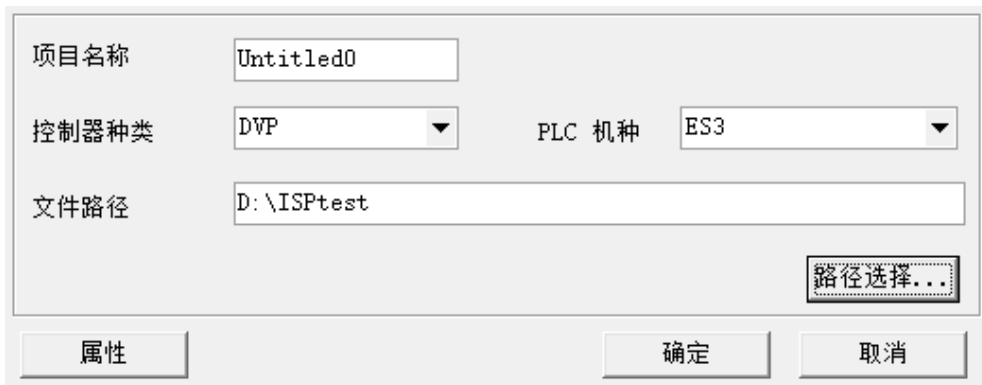 项目名称 Untitled0
控制器种类 DVP PLC 机种 ES3
文件路径 D:\ISPtest
路径选择...
属性 确定 取消